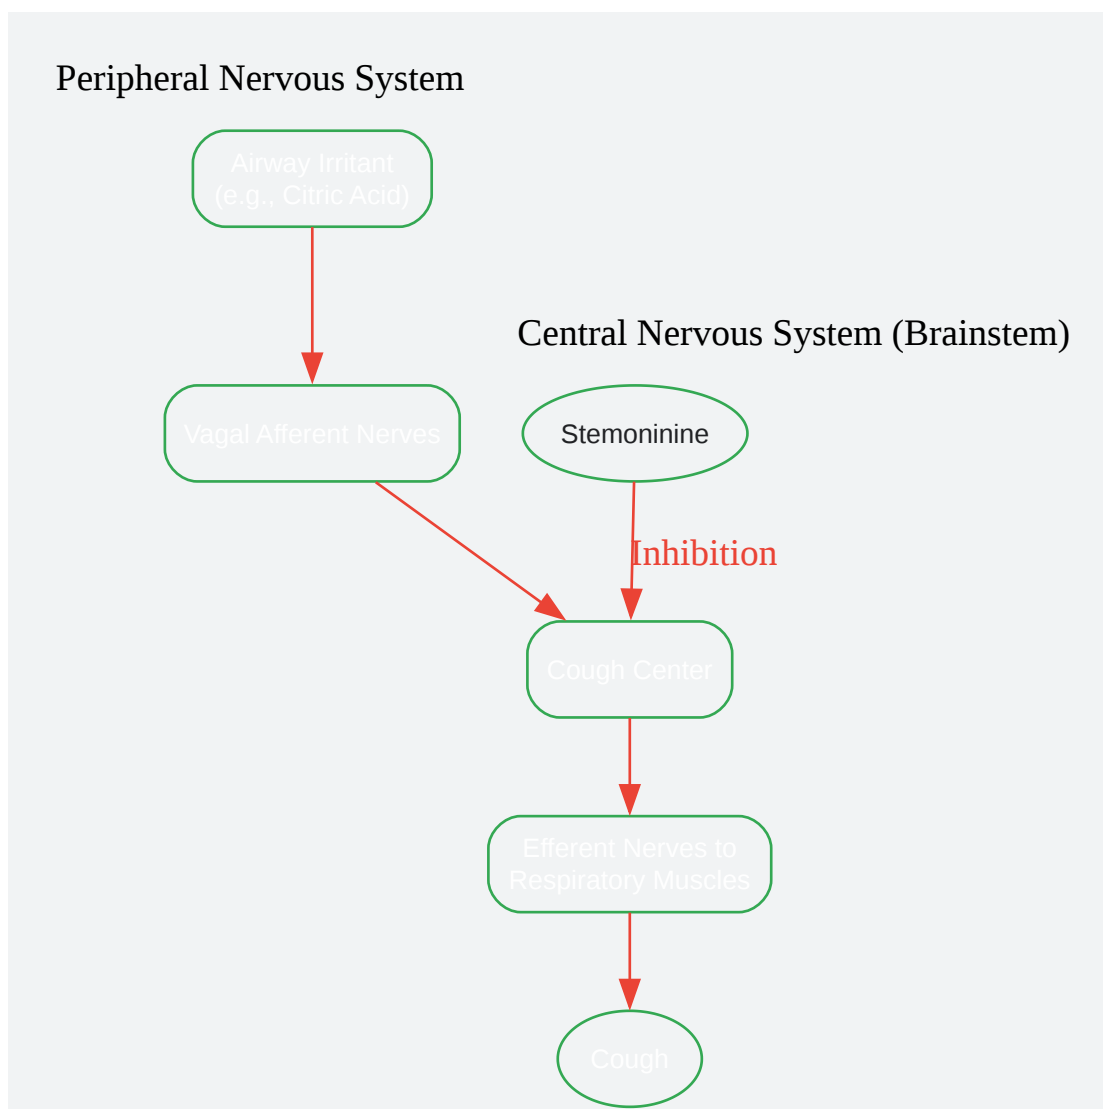 Peripheral Nervous System
Airway Irritant
(e.g., Citric Acid)
Central Nervous System (Brainstem)
Vagal Afferent Nerves
Stemoninine
Inhibition
Cough Center
Efferent Nerves to
Respiratory Muscles
Cough